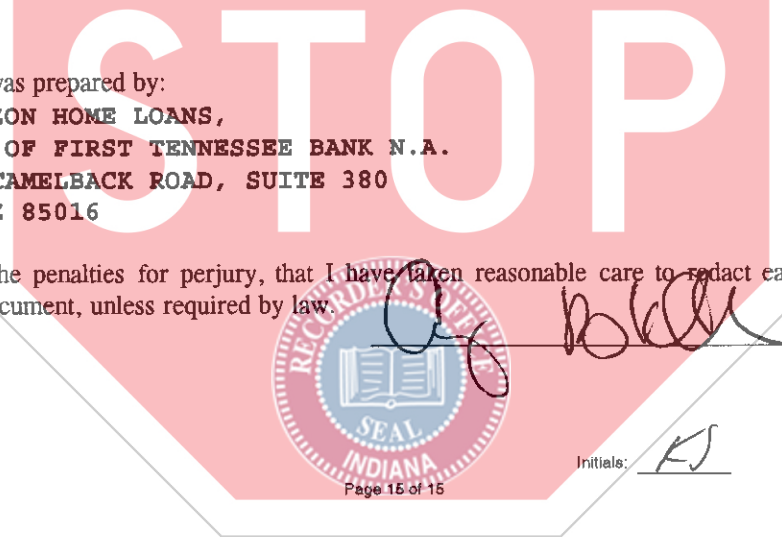 STOP
was prepared by:
ZON HOME LOANS,
OF FIRST TENNESSEE BANK N.A.
CAMELBACK ROAD, SUITE 380
Z 85016
he penalties for perjury, that I have taken reasonable care to redact ea
cument, unless required by law.
RECORDER'S OFFICE
SEAL
INDIANA
Initials: KJ
Page 15 of 15